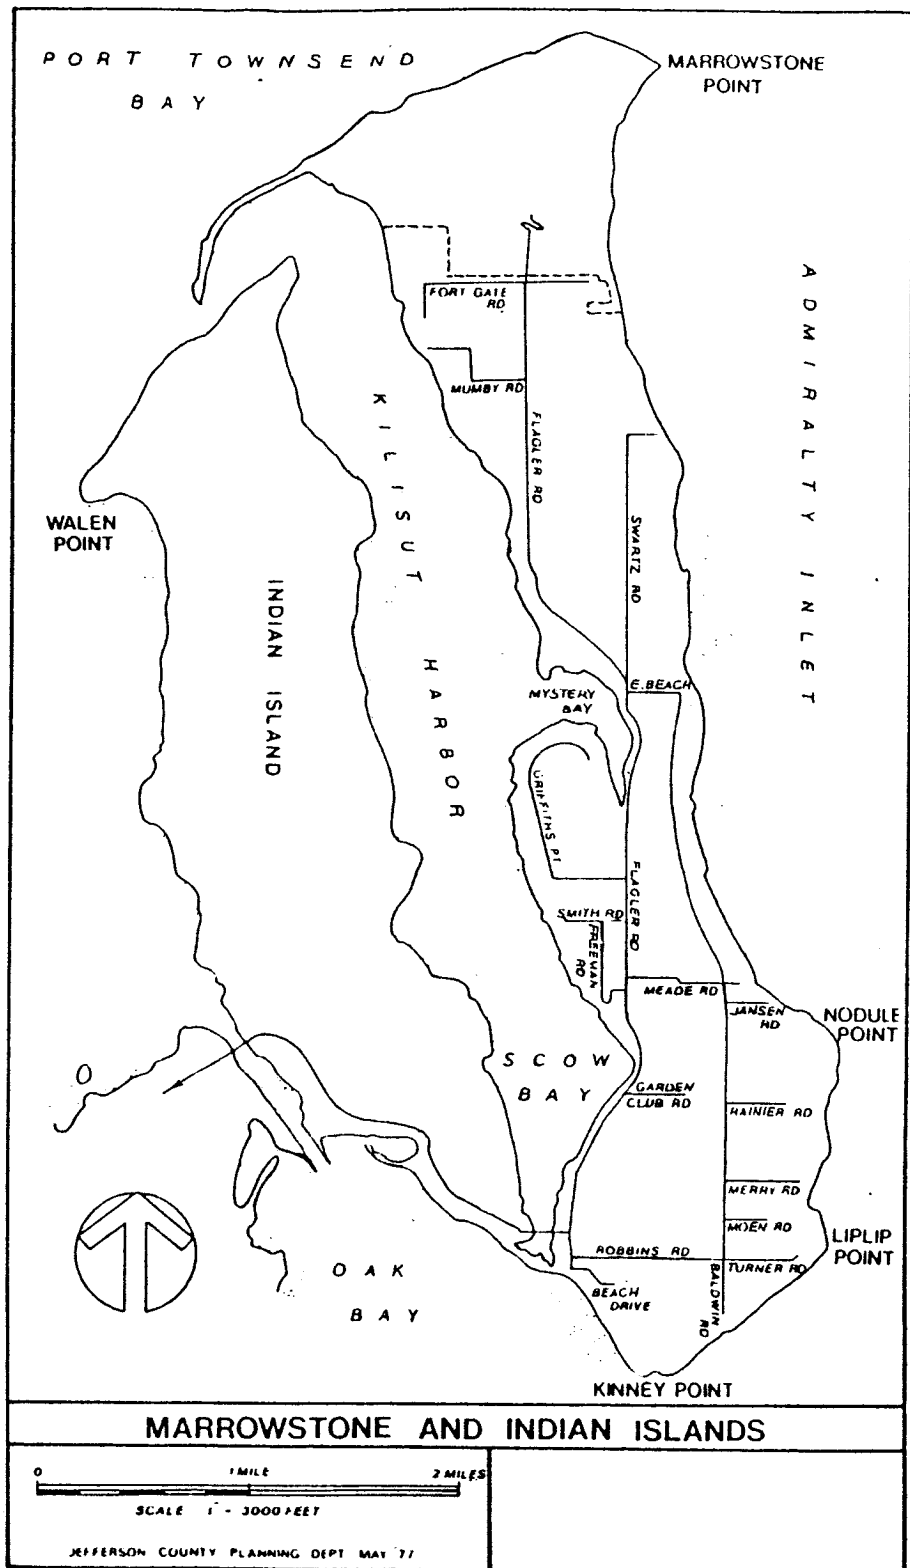 PORT TOWNSEND
BAY
MARROWSTONE
POINT
ADMIRALTY INLET
FORT GATE
RD
MUMBY RD
KILISUT HARBOR
FLAGLER RD
WALEN
POINT
SWARTZ RD
INDIAN ISLAND
E. BEACH
MYSTERY
BAY
GRIFFITHS PT
FLAGLER RD
SMITH RD
FREEMAN
RD
MEADE RD
JANSEN
RD
NODULE
POINT
SCOW
BAY
GARDEN
CLUB RD
RAINIER RD
MERRY RD
MOEN RD
LIPLIP
POINT
ROBBINS RD
TURNER RD
OAK
BAY
BEACH
DRIVE
BALDWIN
RD
KINNEY POINT
MARROWSTONE AND INDIAN ISLANDS
0 1 MILE 2 MILES
SCALE 1" - 3000 FEET
JEFFERSON COUNTY PLANNING DEPT MAY '77